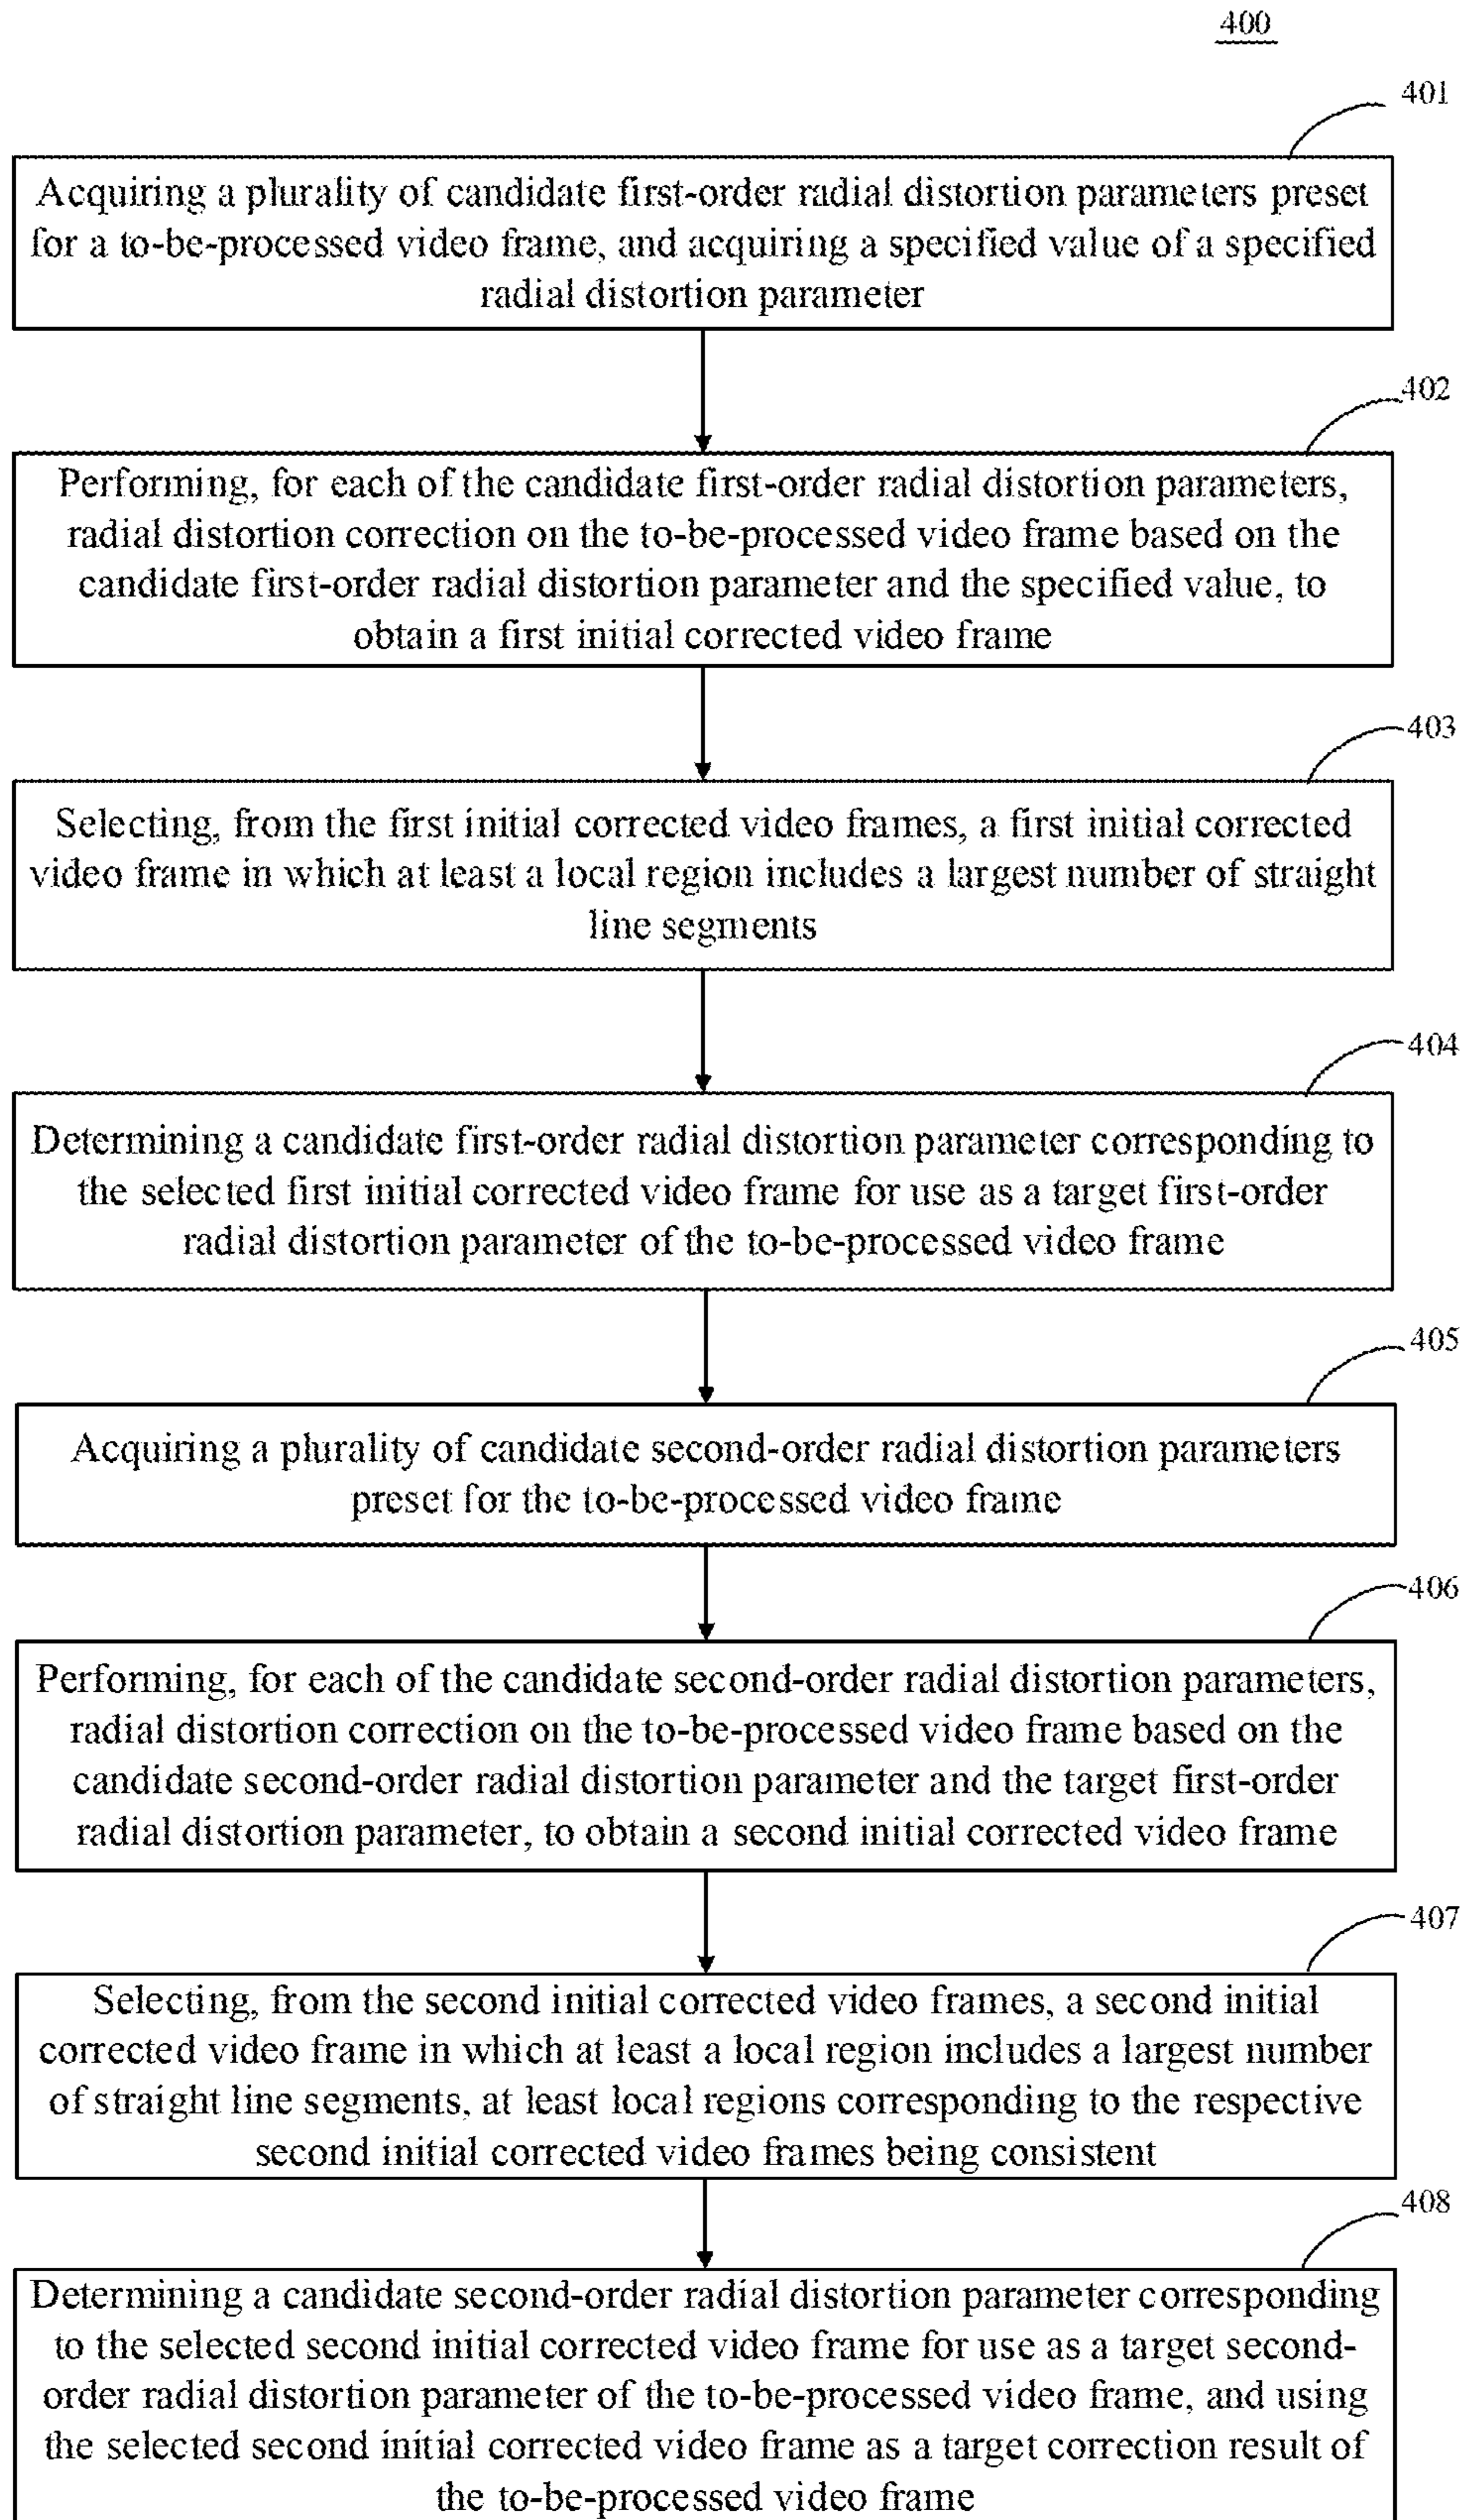 400
401
Acquiring a plurality of candidate first-order radial distortion parameters preset
for a to-be-processed video frame, and acquiring a specified value of a specified
radial distortion parameter
402
Performing, for each of the candidate first-order radial distortion parameters,
radial distortion correction on the to-be-processed video frame based on the
candidate first-order radial distortion parameter and the specified value, to
obtain a first initial corrected video frame
403
Selecting, from the first initial corrected video frames, a first initial corrected
video frame in which at least a local region includes a largest number of straight
line segments
404
Determining a candidate first-order radial distortion parameter corresponding to
the selected first initial corrected video frame for use as a target first-order
radial distortion parameter of the to-be-processed video frame
405
Acquiring a plurality of candidate second-order radial distortion parameters
preset for the to-be-processed video frame
406
Performing, for each of the candidate second-order radial distortion parameters,
radial distortion correction on the to-be-processed video frame based on the
candidate second-order radial distortion parameter and the target first-order
radial distortion parameter, to obtain a second initial corrected video frame
407
Selecting, from the second initial corrected video frames, a second initial
corrected video frame in which at least a local region includes a largest number
of straight line segments, at least local regions corresponding to the respective
second initial corrected video frames being consistent
408
Determining a candidate second-order radial distortion parameter corresponding
to the selected second initial corrected video frame for use as a target second-
order radial distortion parameter of the to-be-processed video frame, and using
the selected second initial corrected video frame as a target correction result of
the to-be-processed video frame